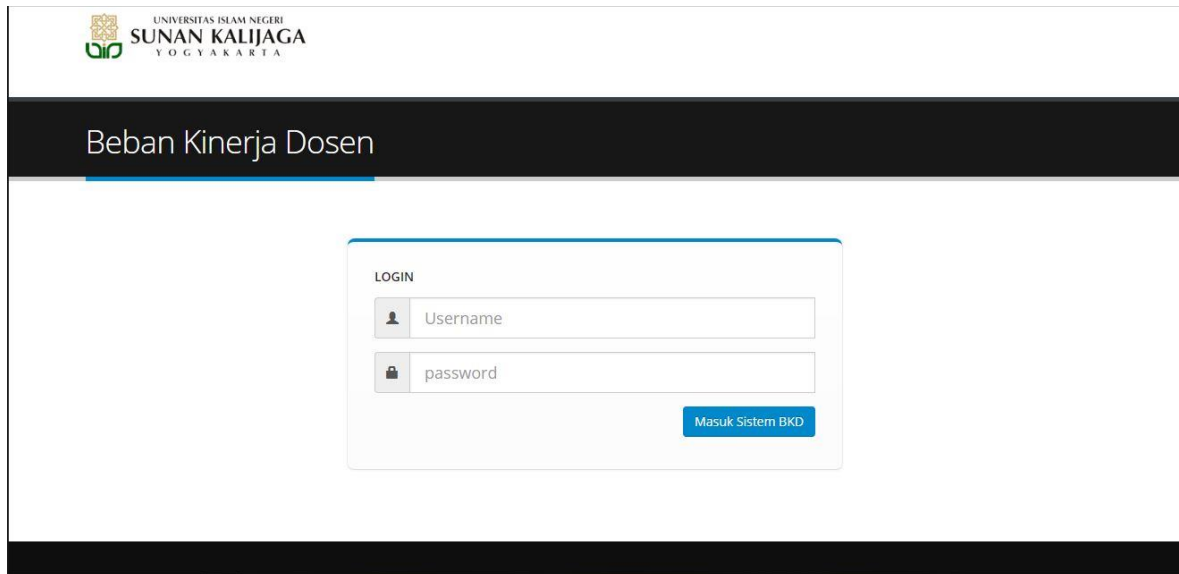 UNIVERSITAS ISLAM NEGERI
SUNAN KALIJAGA
YOGYAKARTA
Beban Kinerja Dosen
LOGIN
Username
password
Masuk Sistem BKD